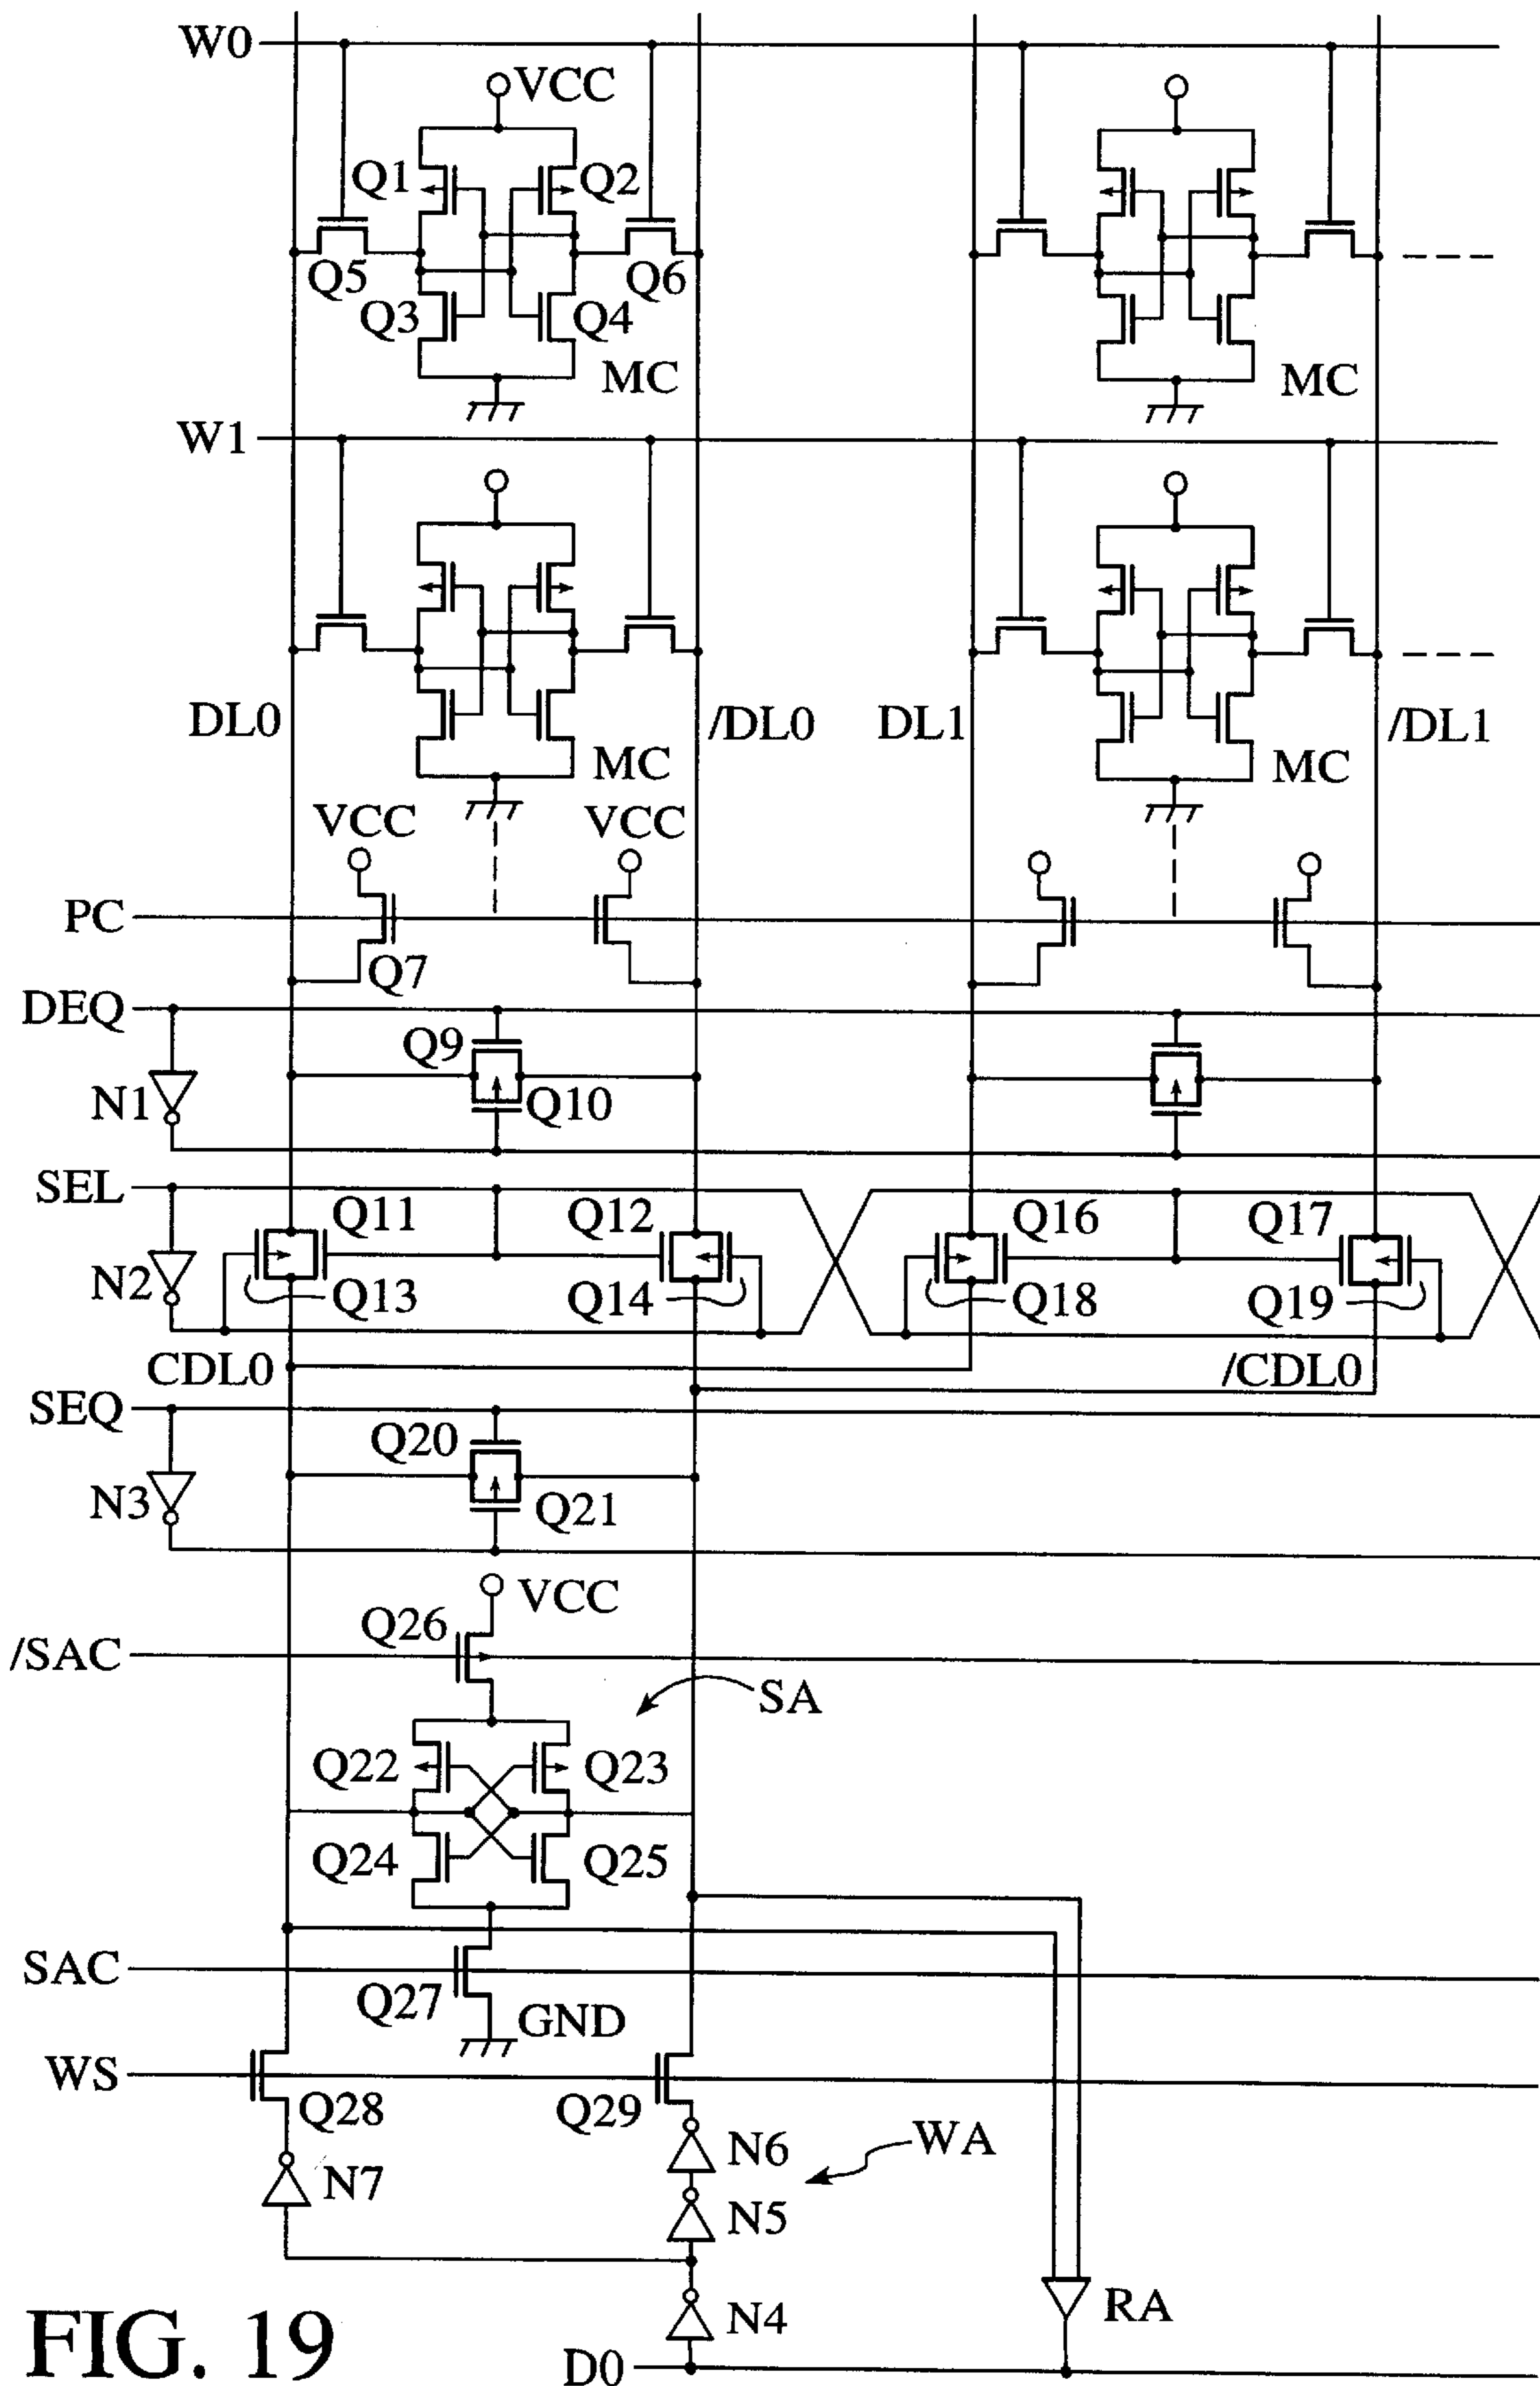 W0
VCC
Q1 Q2
Q5 Q6
Q3 Q4
MC MC
W1
DL0 /DL0 DL1 /DL1
MC MC
VCC VCC
PC
Q7
DEQ
Q9
N1 Q10
SEL
Q11 Q12 Q16 Q17
N2 Q13 Q14 Q18 Q19
CDL0 /CDL0
SEQ
Q20
N3 Q21
VCC
Q26
/SAC
SA
Q22 Q23
Q24 Q25
SAC
Q27
GND
WS
Q28 Q29
N6 WA
N7
N5
RA
N4
FIG. 19
D0